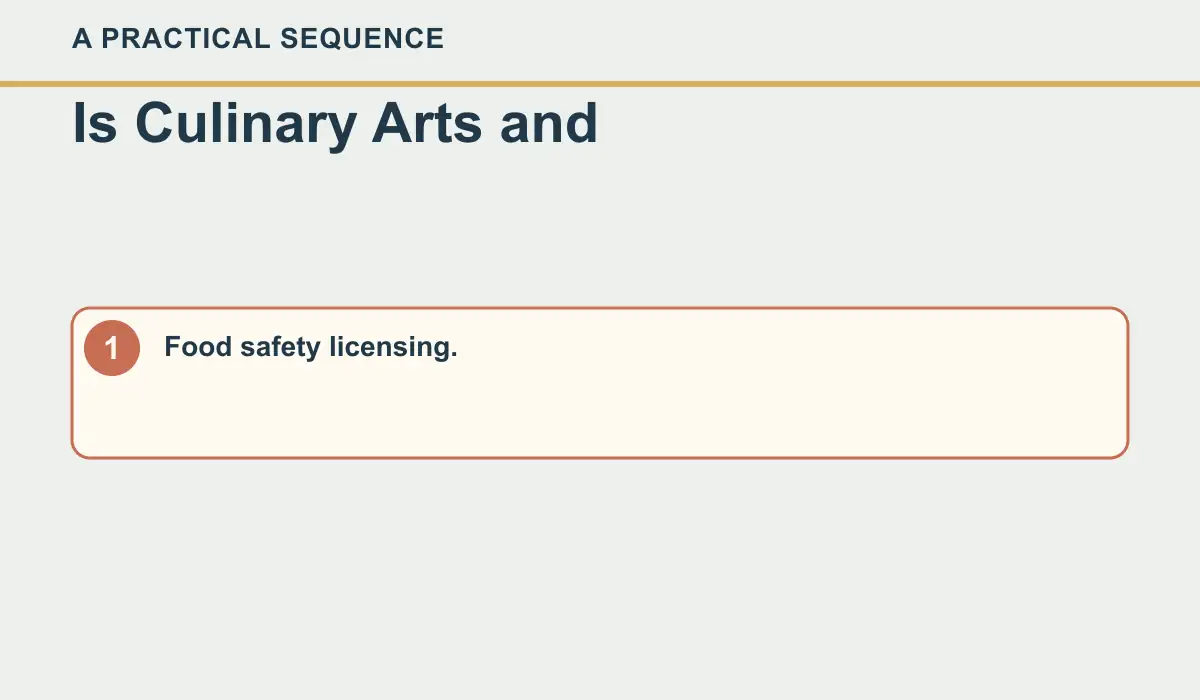 A PRACTICAL SEQUENCE
Is Culinary Arts and
1 Food safety licensing.